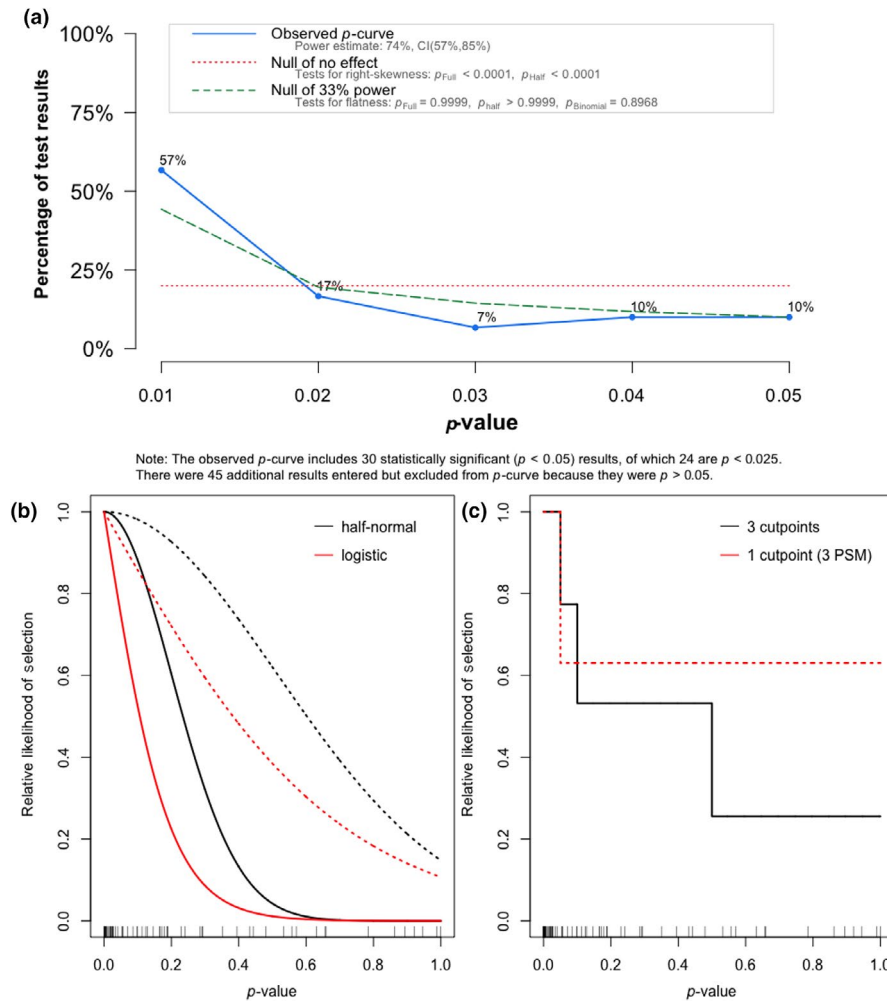 (a)
100%
75%
50%
25%
0%
Percentage of test results
Observed p-curve
Power estimate: 74%, CI(57%,85%)
Null of no effect
Tests for right-skewness: pFull < 0.0001, pHalf < 0.0001
Null of 33% power
Tests for flatness: pFull = 0.9999, phalf > 0.9999, pBinomial = 0.8968
57%
17%
7%
10%
10%
0.01 0.02 0.03 0.04 0.05
p-value
Note: The observed p-curve includes 30 statistically significant (p < 0.05) results, of which 24 are p < 0.025.
There were 45 additional results entered but excluded from p-curve because they were p > 0.05.
(b)
1.0
0.8
0.6
0.4
0.2
0.0
Relative likelihood of selection
half-normal
logistic
0.0 0.2 0.4 0.6 0.8 1.0
p-value
(c)
1.0
0.8
0.6
0.4
0.2
0.0
Relative likelihood of selection
3 cutpoints
1 cutpoint (3 PSM)
0.0 0.2 0.4 0.6 0.8 1.0
p-value